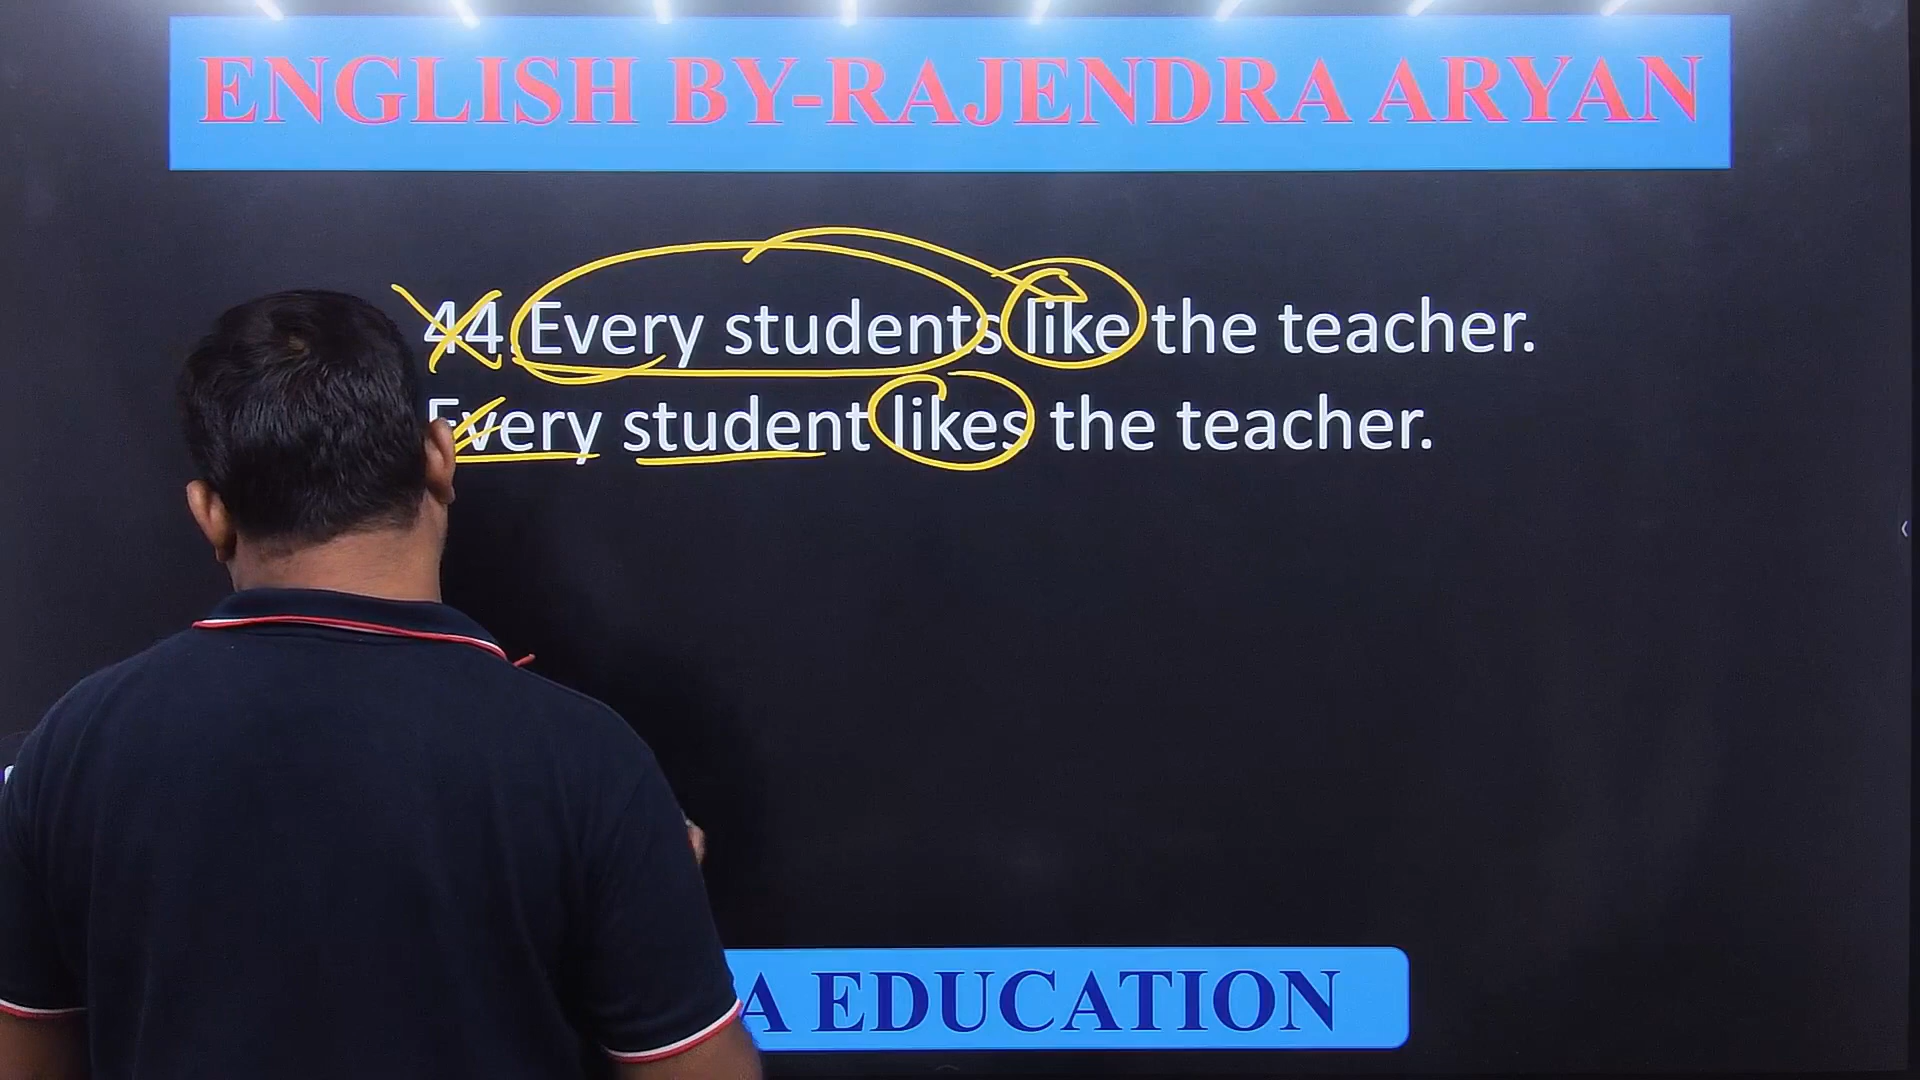 ENGLISH BY-RAJENDRA ARYAN
44. Every students like the teacher.
Every student likes the teacher.
EDUCATION